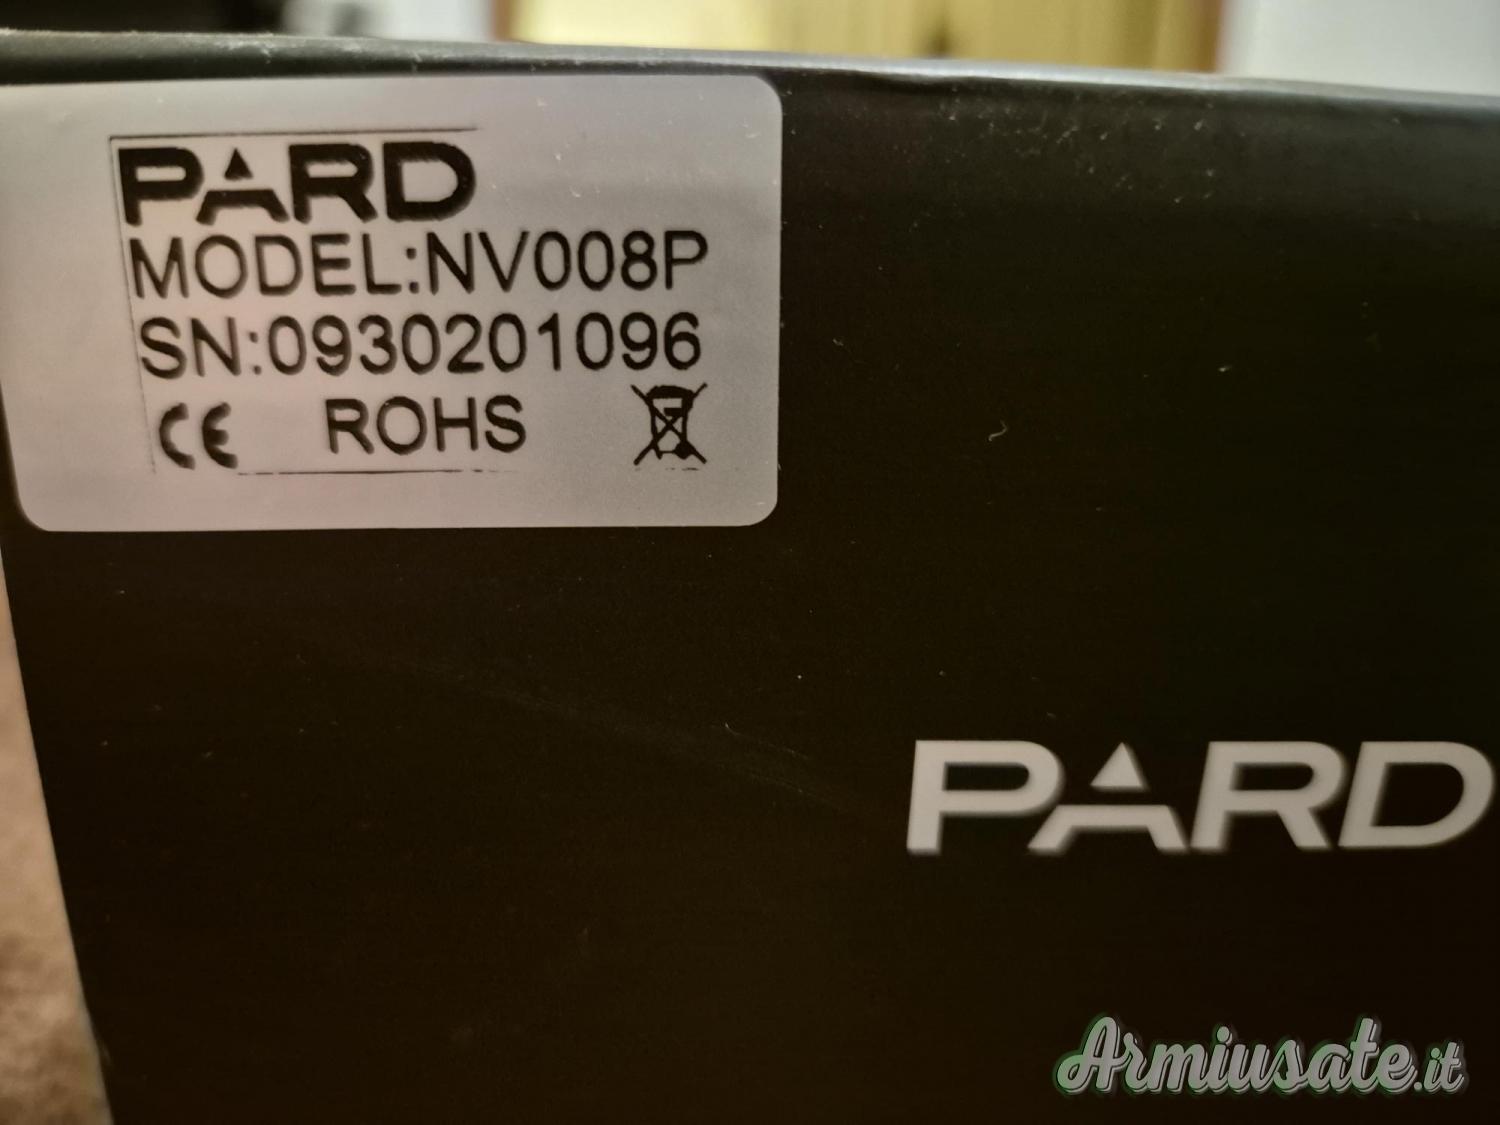 PARD
MODEL:NV008P
SN:0930201096
CE ROHS
PARD
Armiusate.it